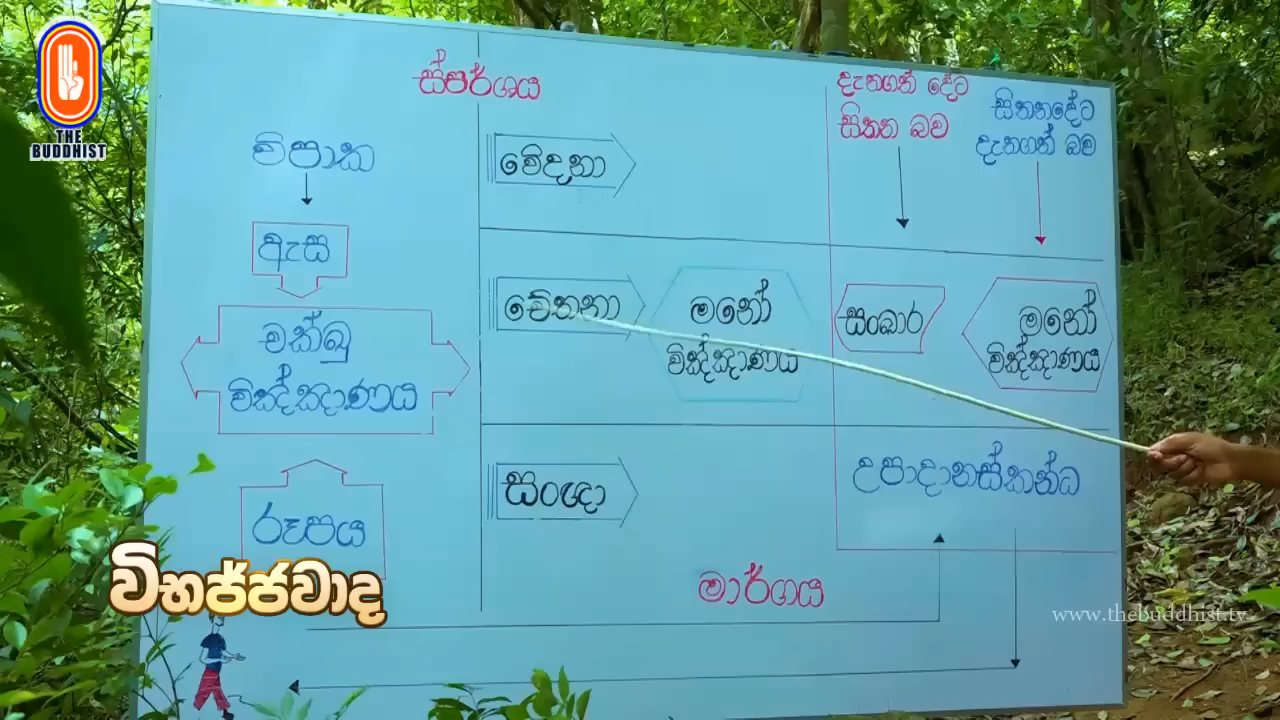 THE
BUDDHIST
ස්පර්ශය
දැනගත් දේට
සිතන බව
සිතනදේට
දැනගත් බව
විපාක
වේදනා
ඇස
චේතනා
මනෝ
වික්ද්ඤාණය
සංඛාර
මනෝ
වික්ද්ඤාණය
චක්ඛු
වික්ද්ඤාණය
උපාදානස්කන්ධ
සංඥා
රූපය
මාර්ගය
විභජ්ජවාද
www.thebuddhist.tv